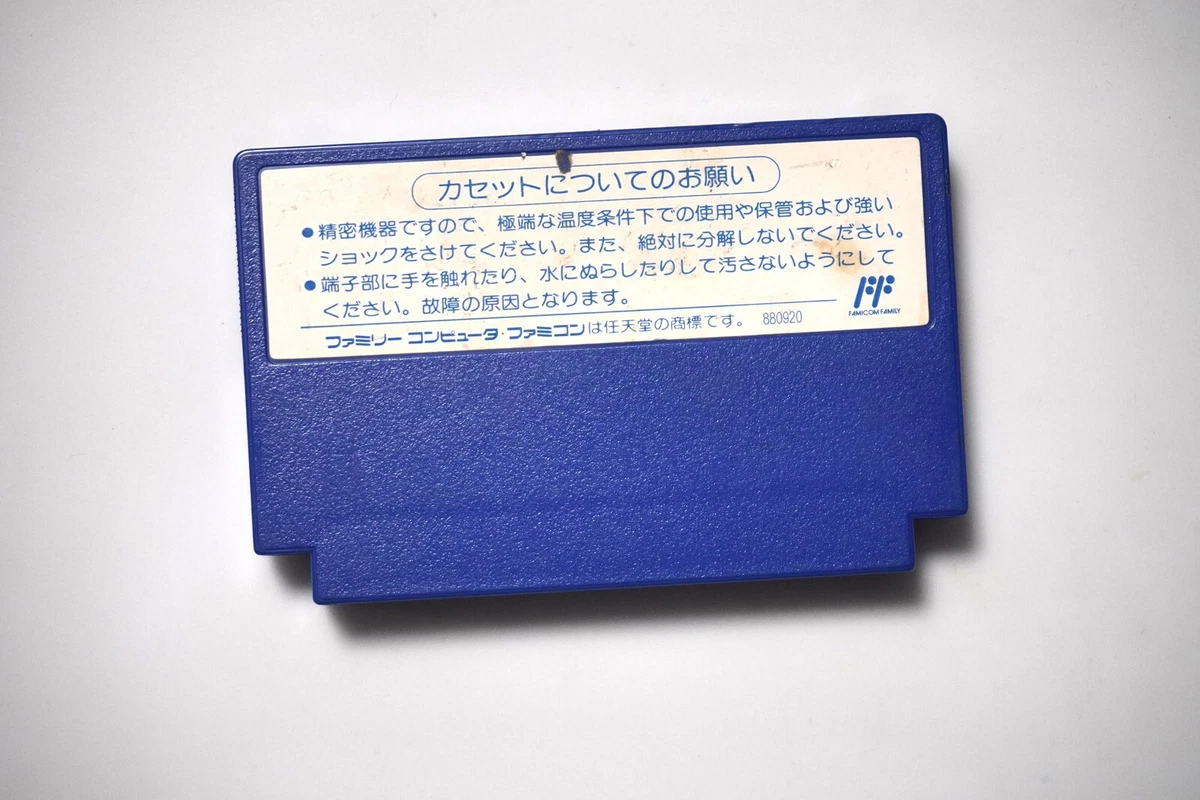 カセットについてのお願い
●精密機器ですので、極端な温度条件下での使用や保管および強い
ショックをさけてください。また、絶対に分解しないでください。
●端子部に手を触れたり、水にぬらしたりして汚さないようにして
ください。故障の原因となります。
FF
FAMICOM FAMILY
ファミリーコンピュータ・ファミコンは任天堂の商標です。 880920